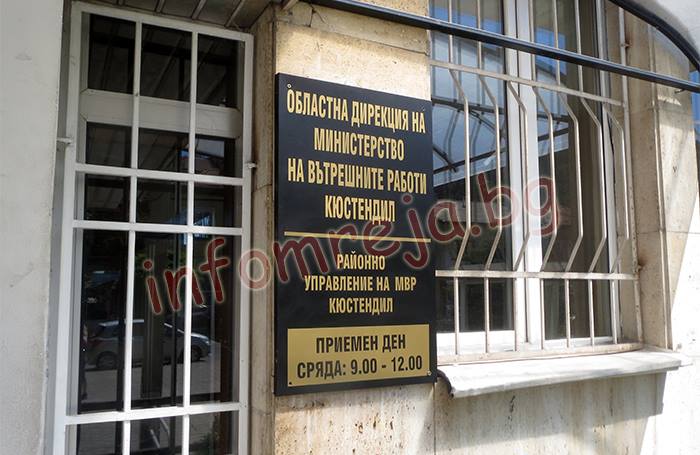 ОБЛАСТНА ДИРЕКЦИЯ НА
МИНИСТЕРСТВО
НА ВЪТРЕШНИТЕ РАБОТИ
КЮСТЕНДИЛ
РАЙОННО
УПРАВЛЕНИЕ НА МВР
КЮСТЕНДИЛ
ПРИЕМЕН ДЕН
СРЯДА: 9.00 - 12.00
infomreja.bg